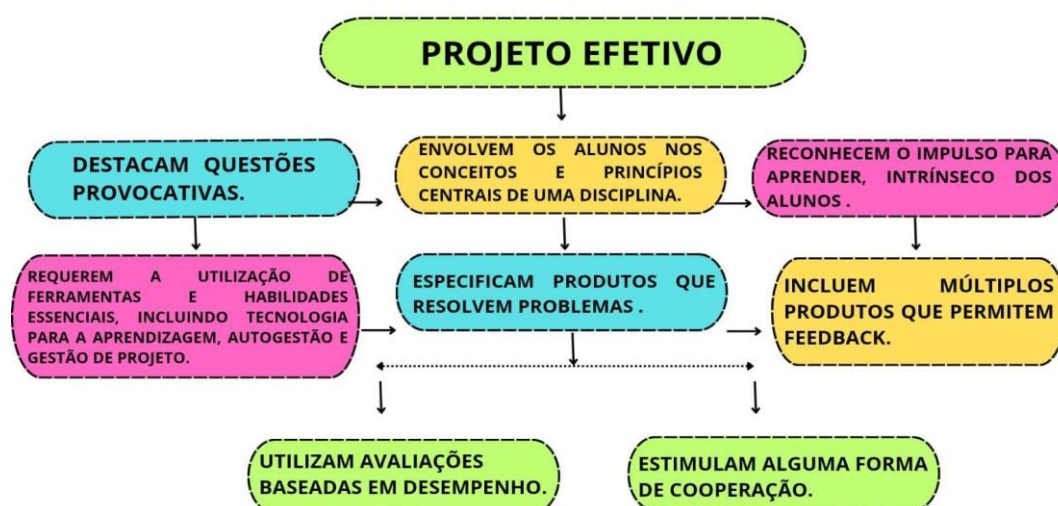 PROJETO EFETIVO
DESTACAM QUESTÕES
PROVOCATIVAS.
ENVOLVEM OS ALUNOS NOS
CONCEITOS E PRINCÍPIOS
CENTRAIS DE UMA DISCIPLINA.
RECONHECEM O IMPULSO PARA
APRENDER, INTRÍNSECO DOS
ALUNOS .
REQUEREM A UTILIZAÇÃO DE
FERRAMENTAS E HABILIDADES
ESSENCIAIS, INCLUINDO TECNOLOGIA
PARA A APRENDIZAGEM, AUTOGESTÃO E
GESTÃO DE PROJETO.
ESPECIFICAM PRODUTOS QUE
RESOLVEM PROBLEMAS .
INCLUEM MÚLTIPLOS
PRODUTOS QUE PERMITEM
FEEDBACK.
UTILIZAM AVALIAÇÕES
BASEADAS EM DESEMPENHO.
ESTIMULAM ALGUMA FORMA
DE COOPERAÇÃO.